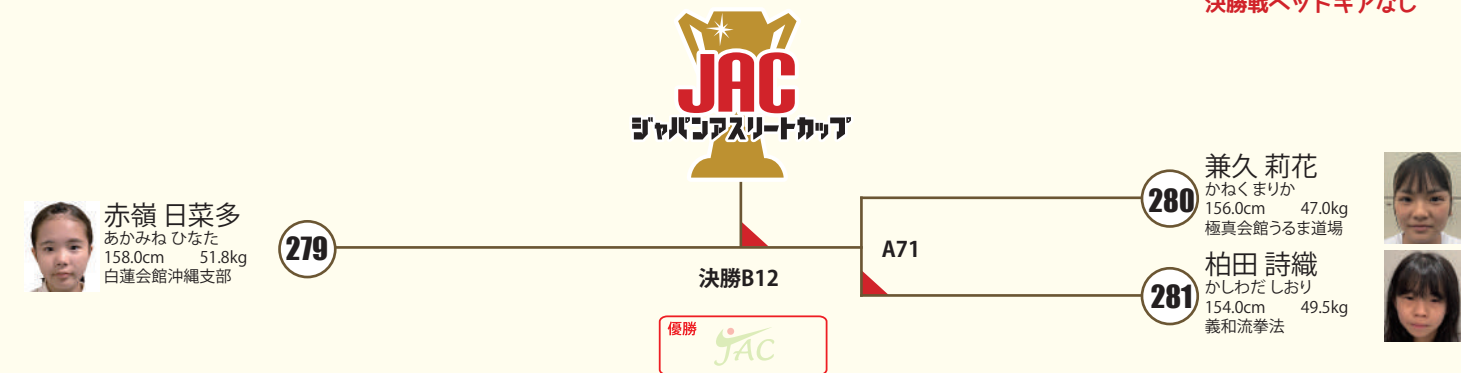 決勝戦ヘッドギアなし
JAC
ジャパンアスリートカップ
赤嶺 日菜多
あかみね ひなた
158.0cm 51.8kg
白蓮会館沖縄支部
279
決勝B12
A71
280
兼久 莉花
かねくまりか
156.0cm 47.0kg
極真会館うるま道場
281
柏田 詩織
かしわだ しおり
154.0cm 49.5kg
義和流拳法
優勝
JAC